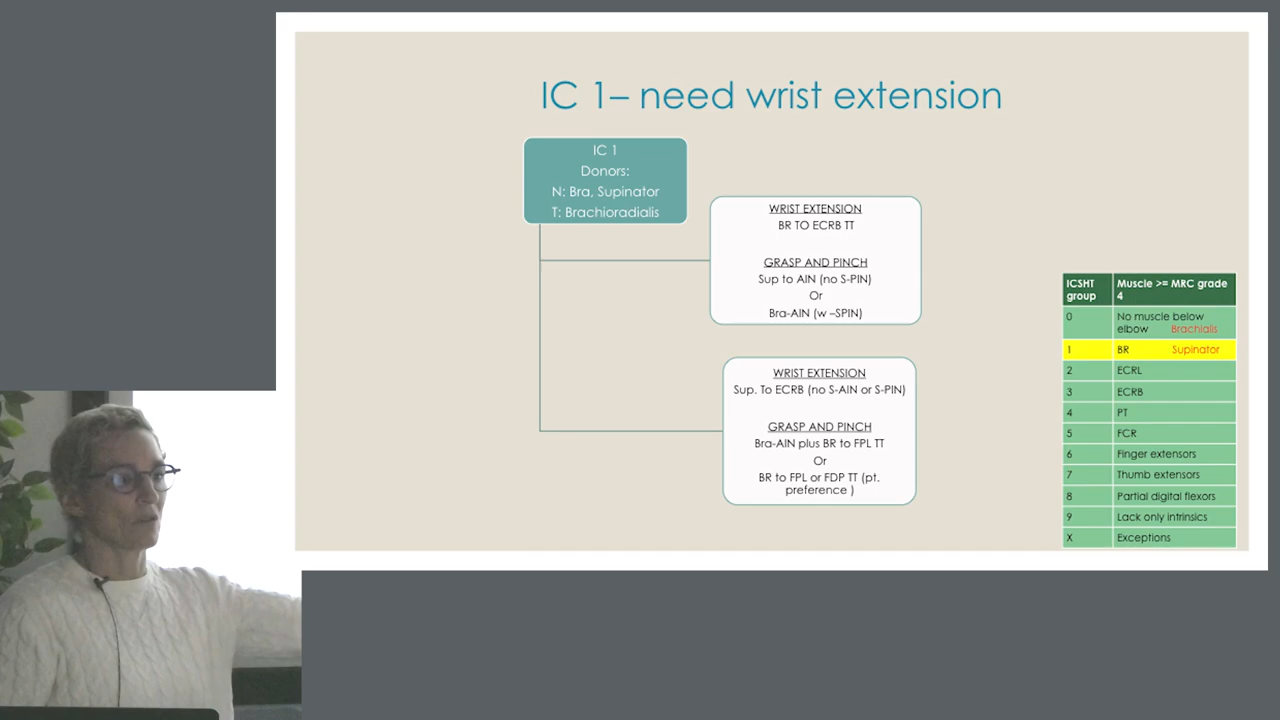 IC 1– need wrist extension
IC 1
Donors:
N: Bra, Supinator
T: Brachioradialis
WRIST EXTENSION
BR TO ECRB TT
GRASP AND PINCH
Sup to AIN (no S-PIN)
Or
Bra-AIN (w –SPIN)
WRIST EXTENSION
Sup. To ECRB (no S-AIN or S-PIN)
GRASP AND PINCH
Bra-AIN plus BR to FPL TT
Or
BR to FPL or FDP TT (pt.
preference )
ICSHT group Muscle >= MRC grade 4
0 No muscle below
elbow Brachialis
1 BR Supinator
2 ECRL
3 ECRB
4 PT
5 FCR
6 Finger extensors
7 Thumb extensors
8 Partial digital flexors
9 Lack only intrinsics
X Exceptions